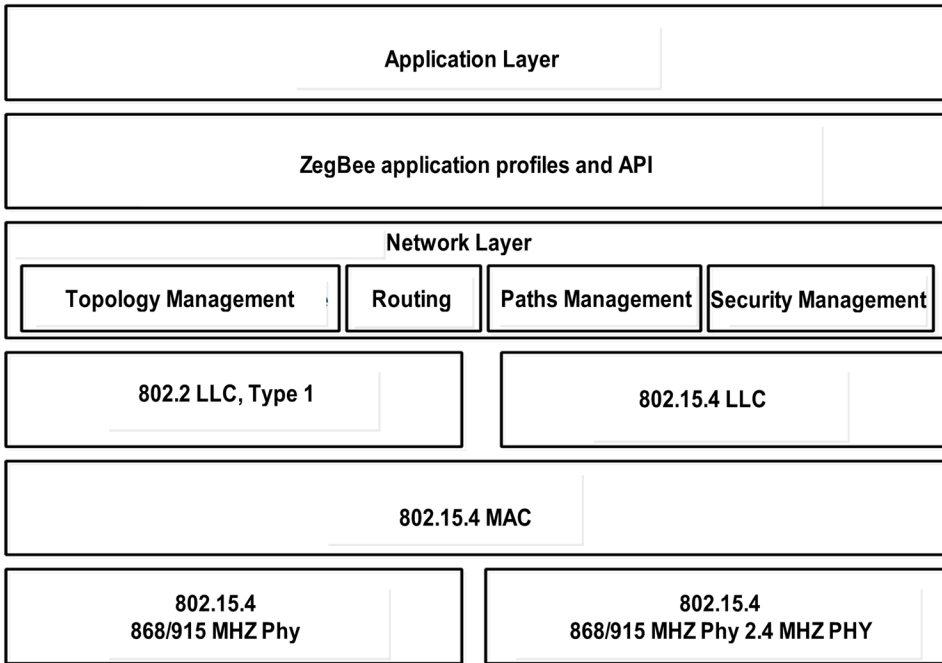 Application Layer
ZegBee application profiles and API
Network Layer
Topology Management
Routing
Paths Management
Security Management
802.2 LLC, Type 1
802.15.4 LLC
802.15.4 MAC
802.15.4
868/915 MHZ Phy
802.15.4
868/915 MHZ Phy 2.4 MHZ PHY